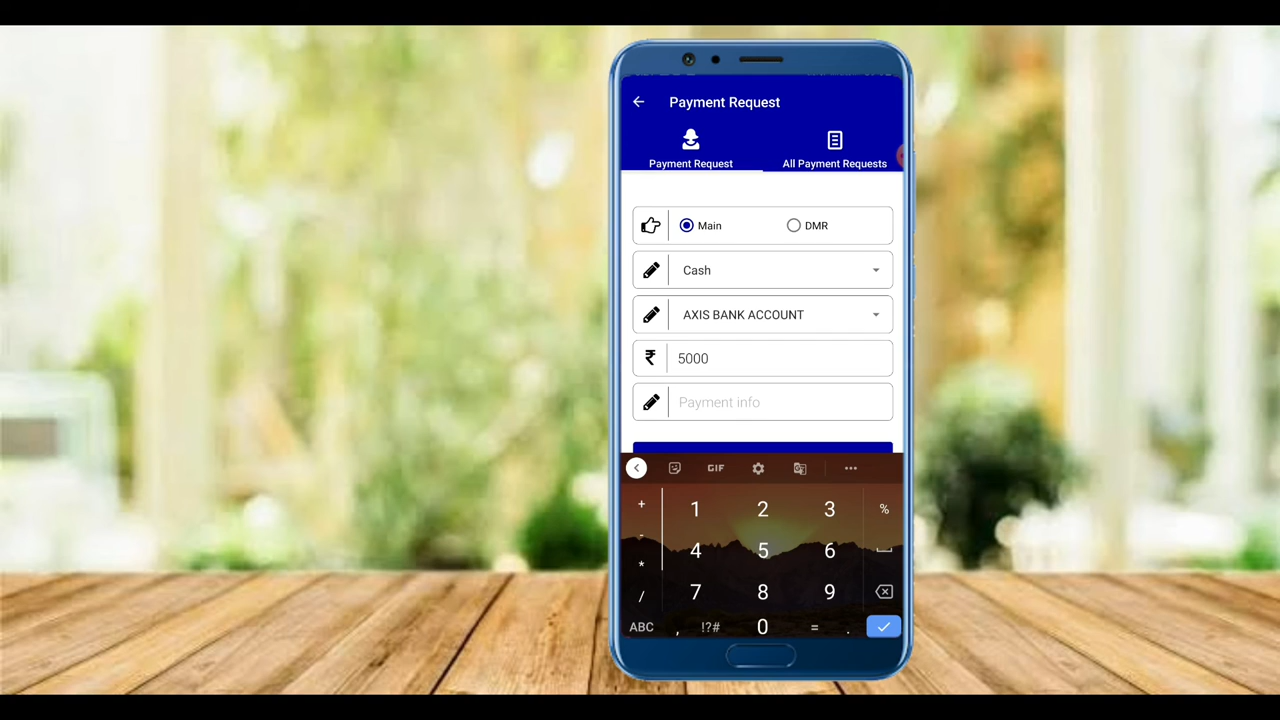 Payment Request
Payment Request
All Payment Requests
Main
DMR
Cash
AXIS BANK ACCOUNT
₹ 5000
Payment info
GIF
+ 1 2 3 %
- 4 5 6
* 7 8 9
/
ABC , !?# 0 = .